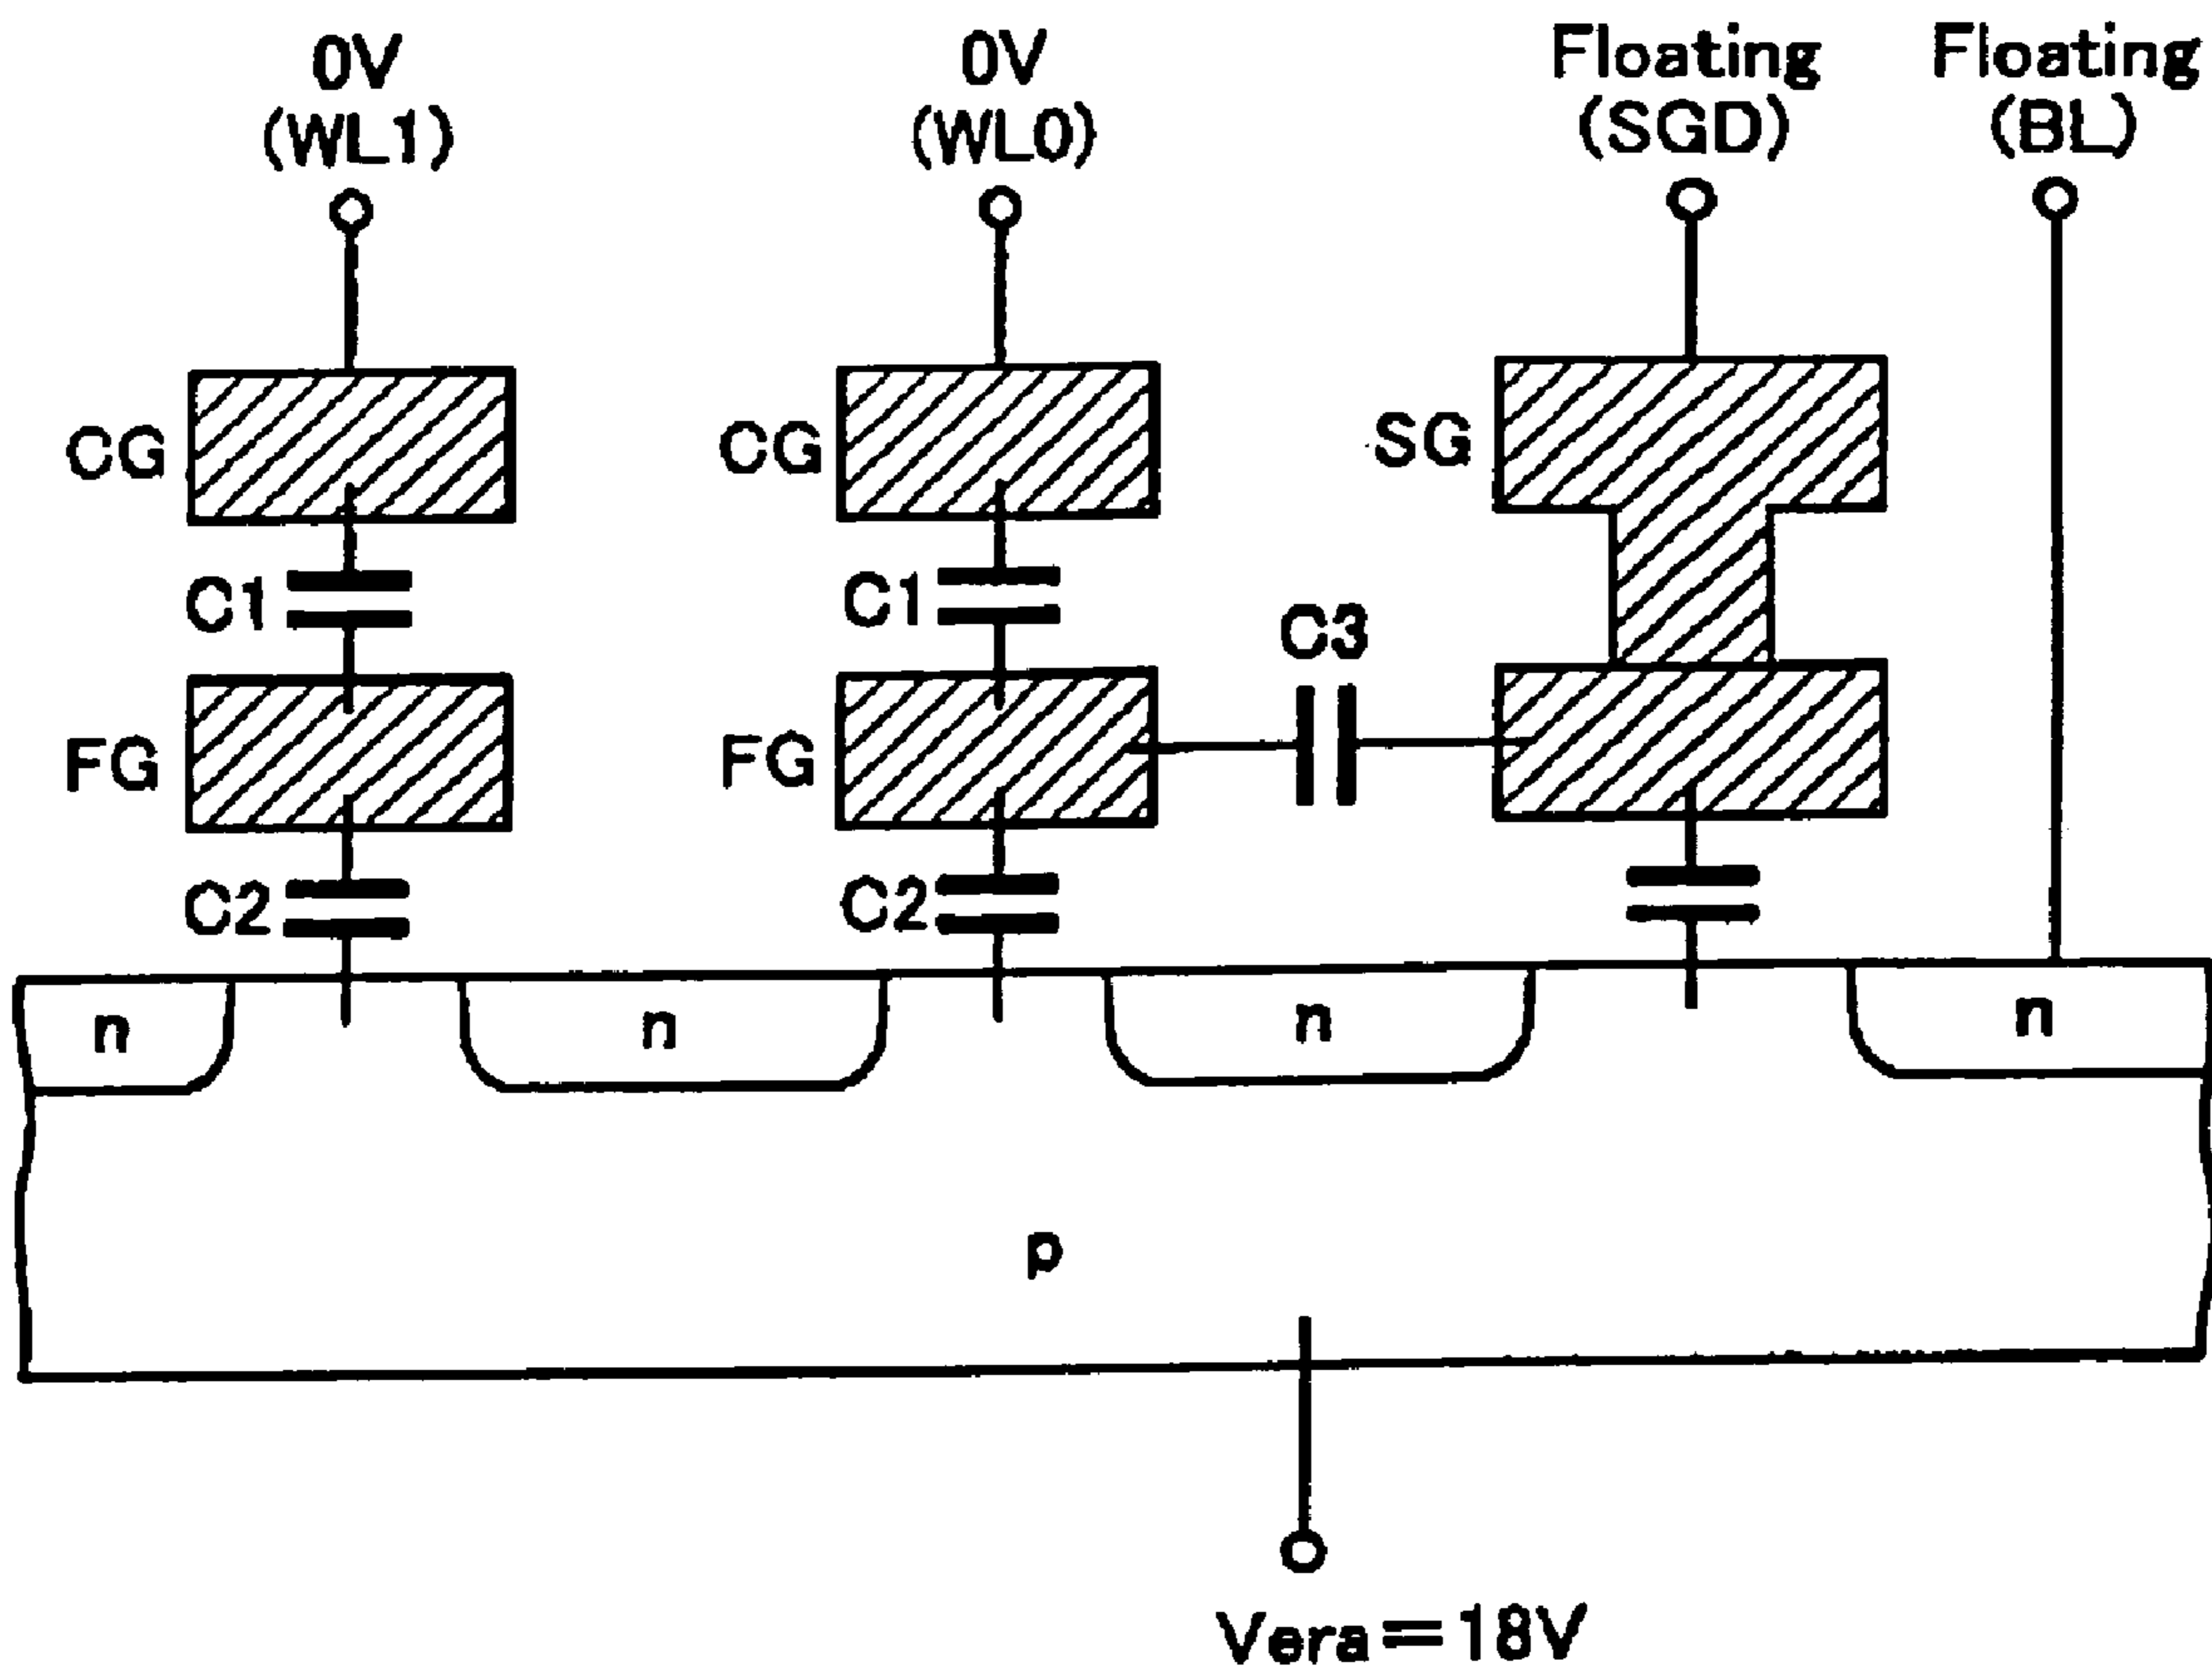 0V
(WL1)
0V
(WL0)
Floating
(SGD)
Floating
(BL)
CG
CG
SG
C1
C1
C3
FG
FG
C2
C2
n
n
n
n
p
Vera=18V